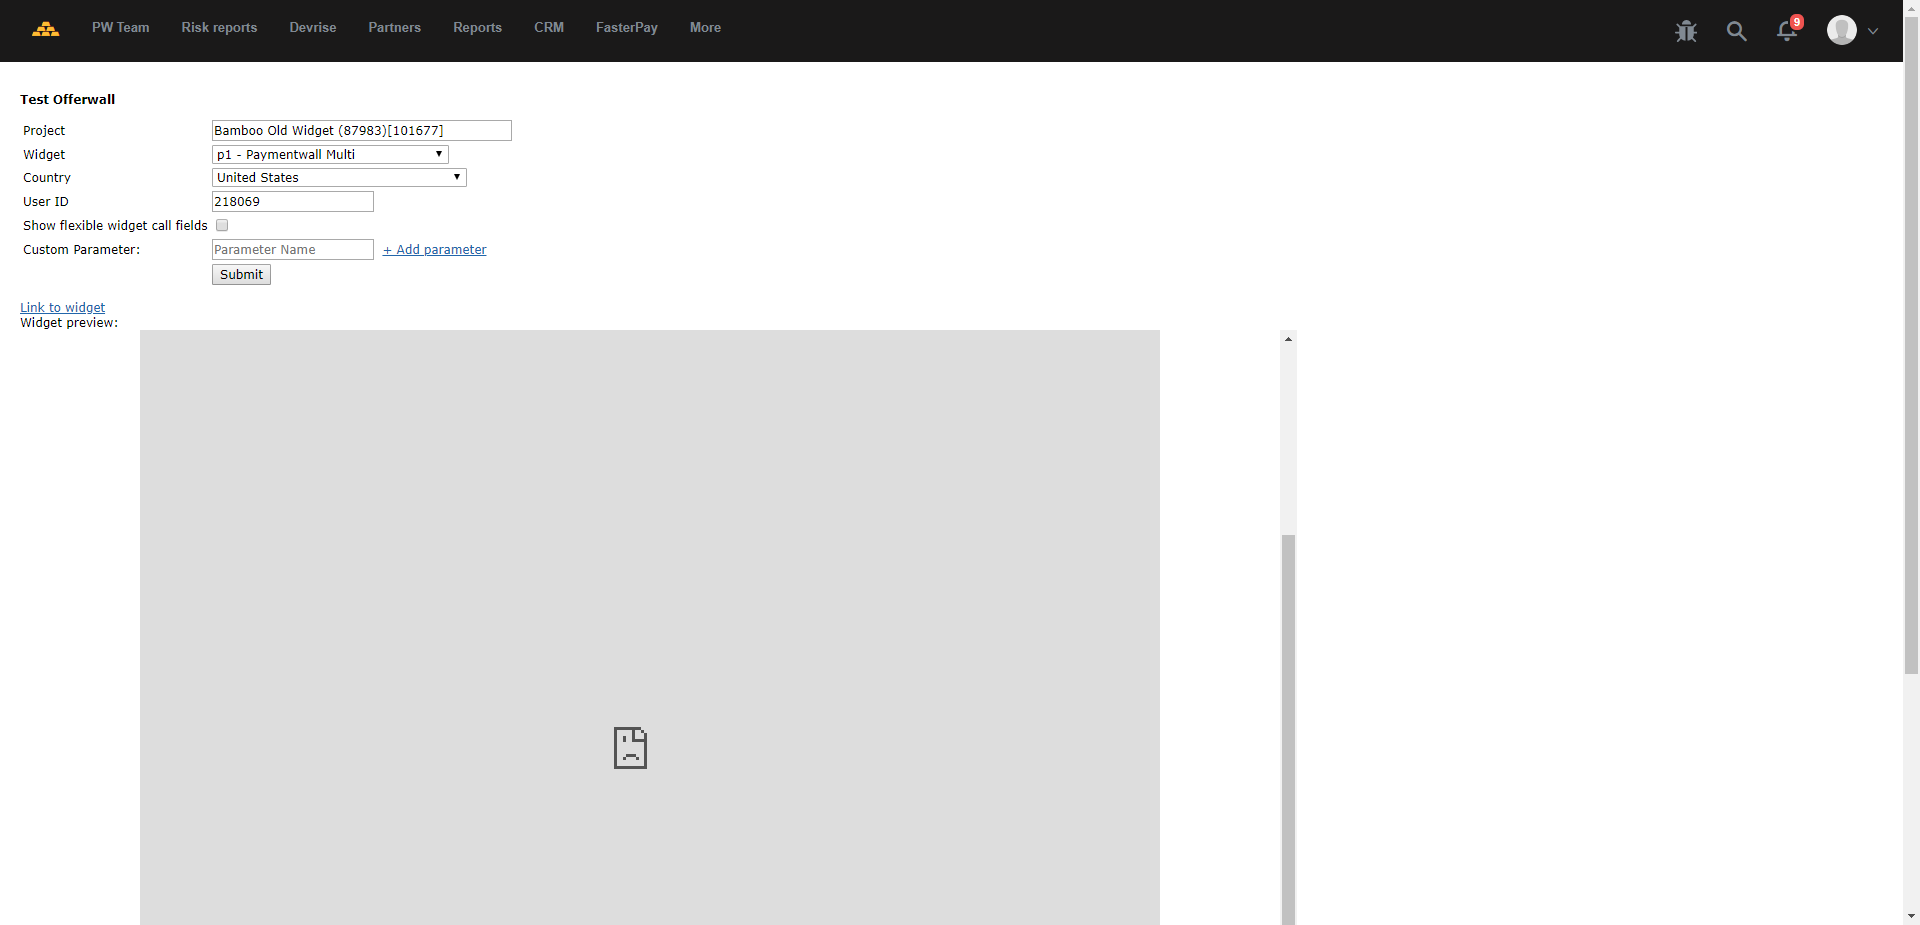 PW Team Risk reports Devrise Partners Reports CRM FasterPay More 9
Test Offerwall
Project Bamboo Old Widget (87983)[101677]
Widget p1 - Paymentwall Multi
Country United States
User ID 218069
Show flexible widget call fields
Custom Parameter: Parameter Name + Add parameter
Submit
Link to widget
Widget preview: